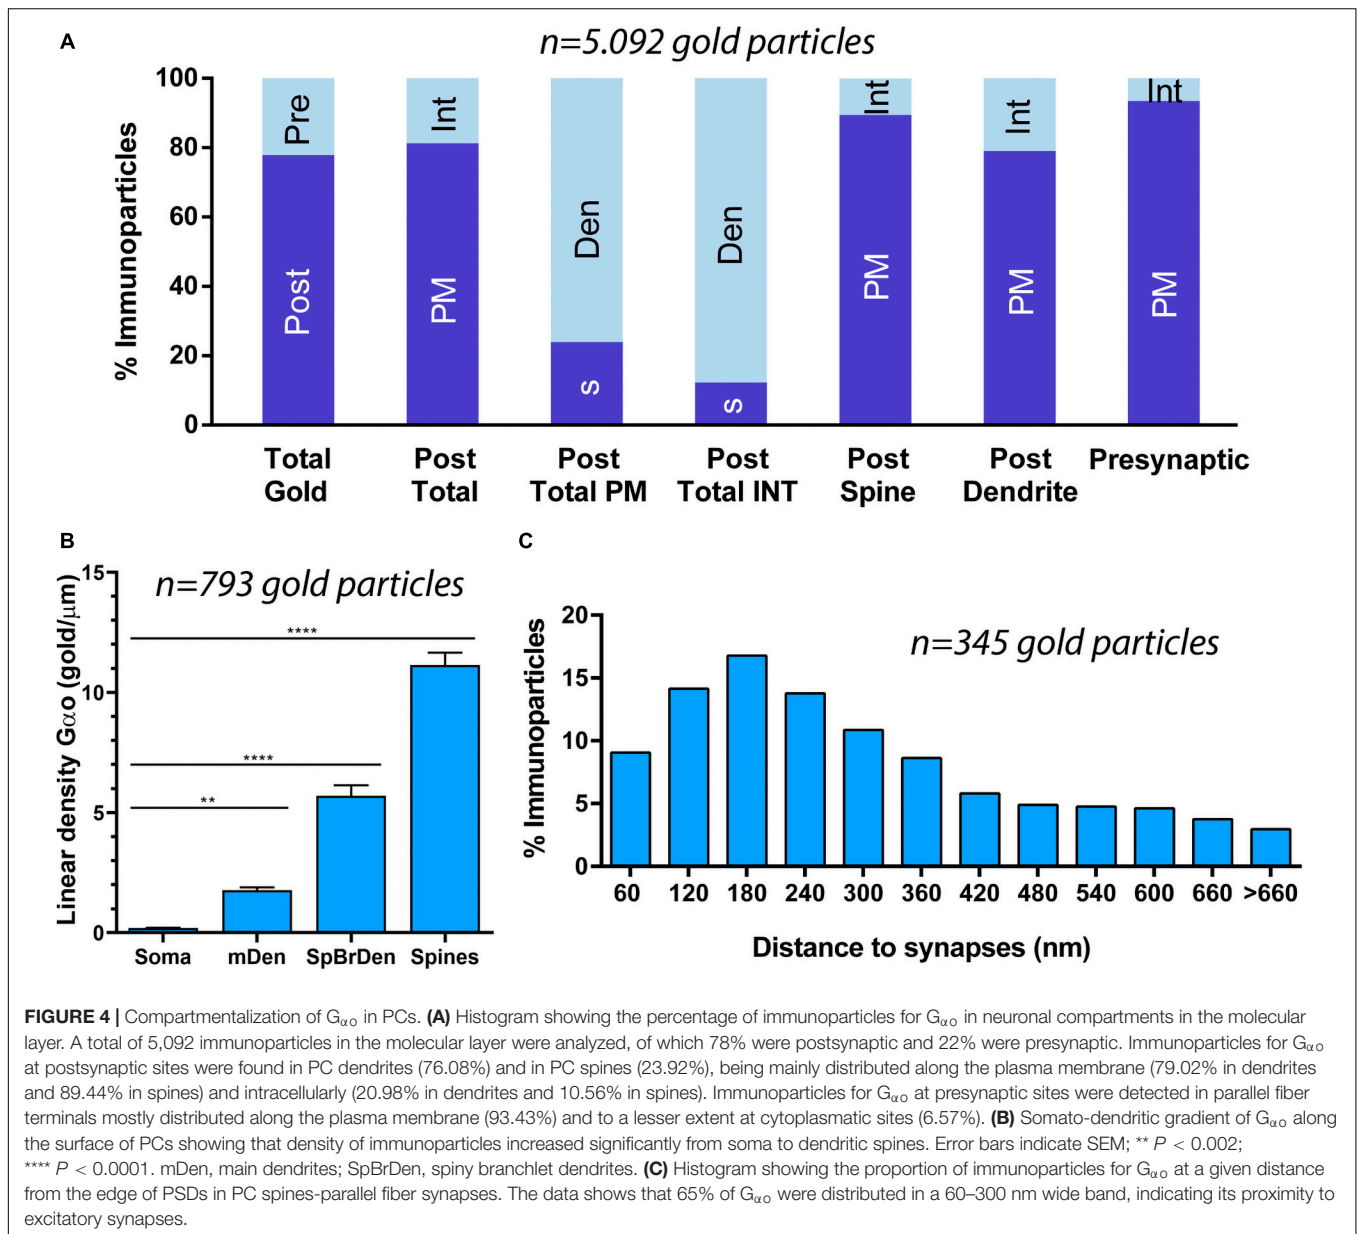 A
n=5.092 gold particles
% Immunoparticles
100
80
60
40
20
0
Pre
Post
Int
PM
Den
s
Den
s
Int
PM
Int
PM
Int
PM
Total Gold
Post Total
Post Total PM
Post Total INT
Post Spine
Post Dendrite
Presynaptic
B
n=793 gold particles
Linear density Gαo (gold/μm)
15
10
5
0
****
****
**
Soma
mDen
SpBrDen
Spines
C
n=345 gold particles
% Immunoparticles
20
15
10
5
0
60 120 180 240 300 360 420 480 540 600 660 >660
Distance to synapses (nm)
FIGURE 4 | Compartmentalization of Gαo in PCs. (A) Histogram showing the percentage of immunoparticles for Gαo in neuronal compartments in the molecular
layer. A total of 5,092 immunoparticles in the molecular layer were analyzed, of which 78% were postsynaptic and 22% were presynaptic. Immunoparticles for Gαo
at postsynaptic sites were found in PC dendrites (76.08%) and in PC spines (23.92%), being mainly distributed along the plasma membrane (79.02% in dendrites
and 89.44% in spines) and intracellularly (20.98% in dendrites and 10.56% in spines). Immunoparticles for Gαo at presynaptic sites were detected in parallel fiber
terminals mostly distributed along the plasma membrane (93.43%) and to a lesser extent at cytoplasmatic sites (6.57%). (B) Somato-dendritic gradient of Gαo along
the surface of PCs showing that density of immunoparticles increased significantly from soma to dendritic spines. Error bars indicate SEM; ** P < 0.002;
**** P < 0.0001. mDen, main dendrites; SpBrDen, spiny branchlet dendrites. (C) Histogram showing the proportion of immunoparticles for Gαo at a given distance
from the edge of PSDs in PC spines-parallel fiber synapses. The data shows that 65% of Gαo were distributed in a 60–300 nm wide band, indicating its proximity to
excitatory synapses.